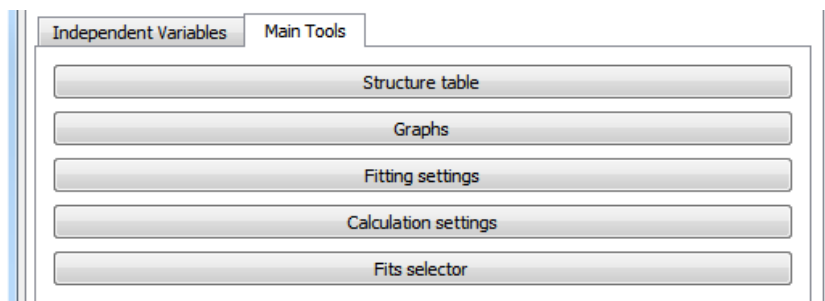 Independent Variables Main Tools
Structure table
Graphs
Fitting settings
Calculation settings
Fits selector